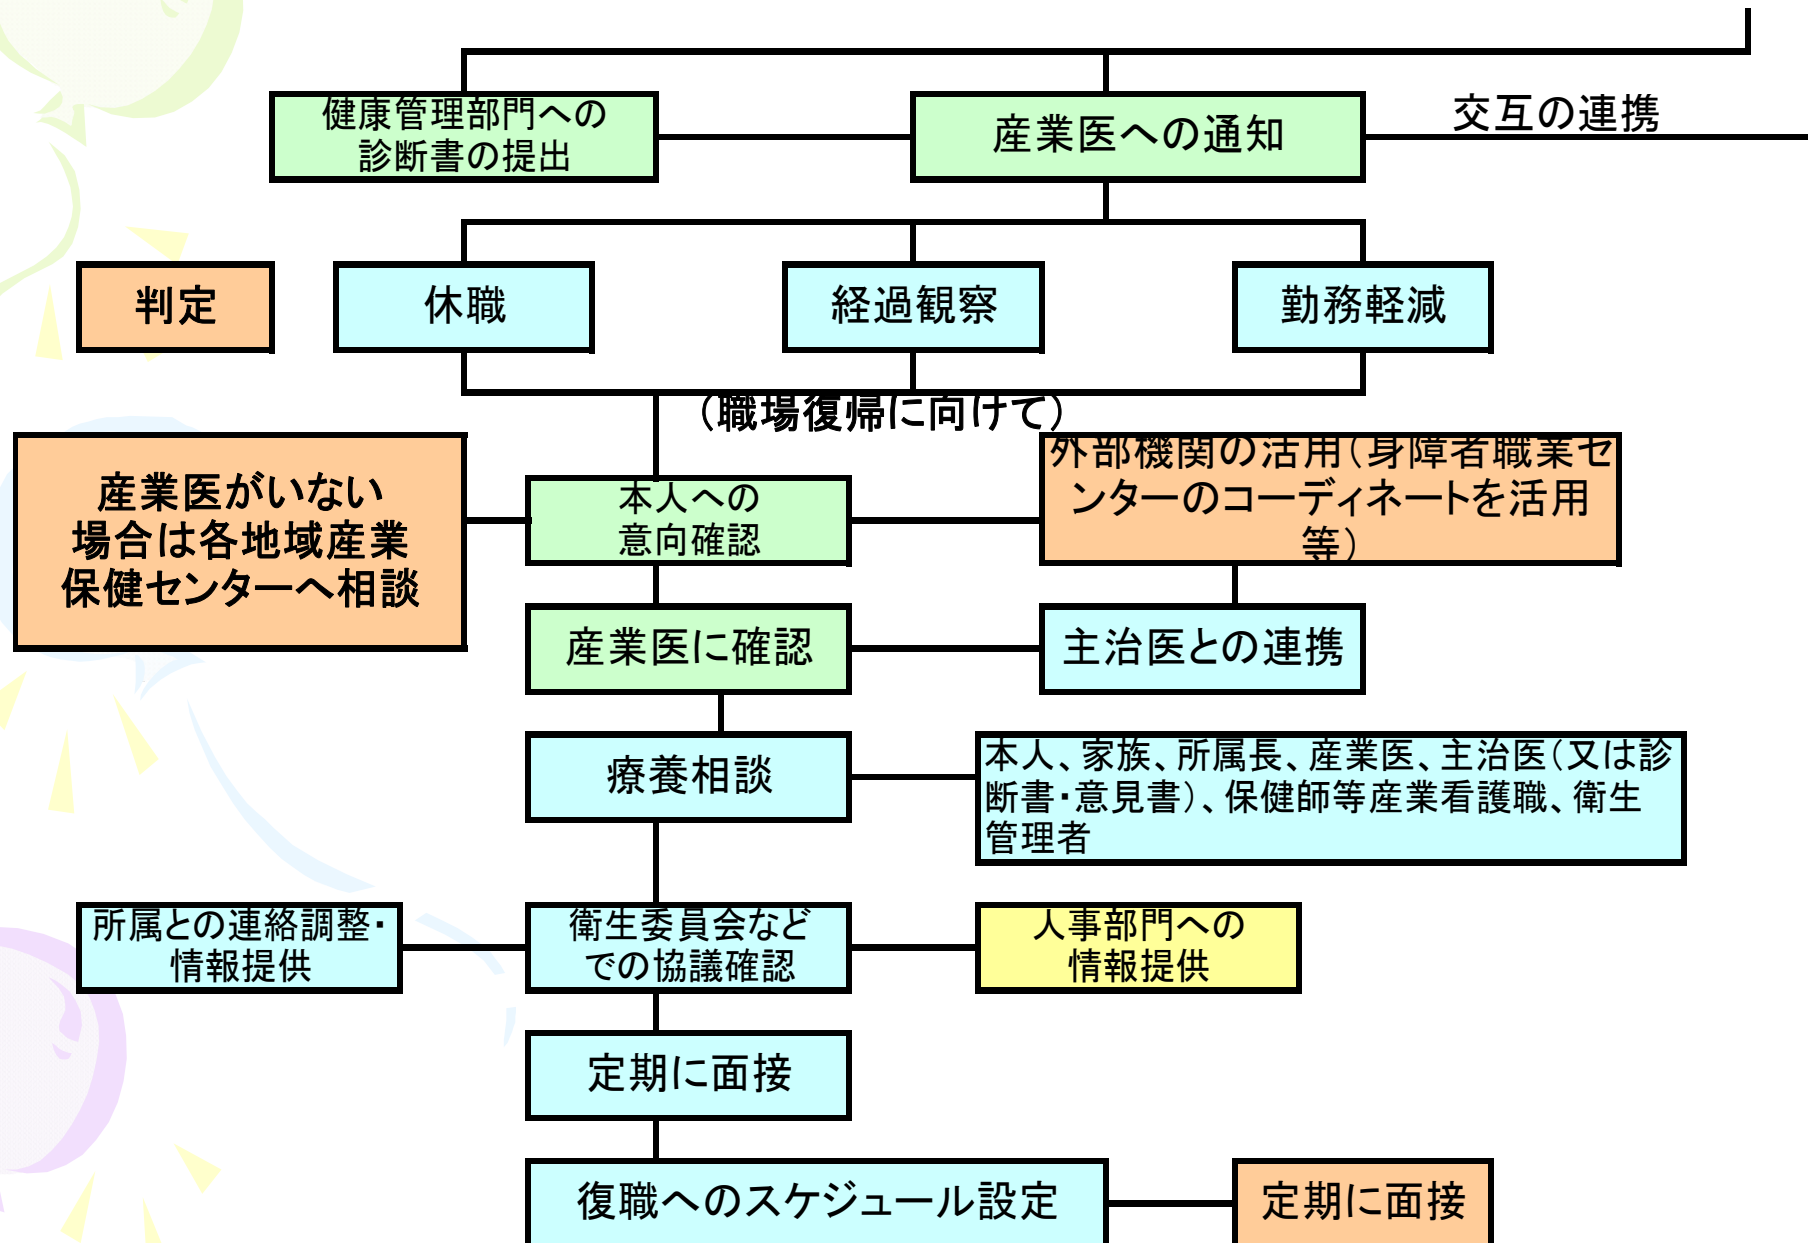 健康管理部門への
診断書の提出
産業医への通知
交互の連携
判定
休職
経過観察
勤務軽減
（職場復帰に向けて）
産業医がいない
場合は各地域産業
保健センターへ相談
本人への
意向確認
外部機関の活用（身障者職業セ
ンターのコーディネートを活用
等）
産業医に確認
主治医との連携
療養相談
本人、家族、所属長、産業医、主治医（又は診
断書・意見書）、保健師等産業看護職、衛生
管理者
所属との連絡調整・
情報提供
衛生委員会など
での協議確認
人事部門への
情報提供
定期に面接
復職へのスケジュール設定
定期に面接